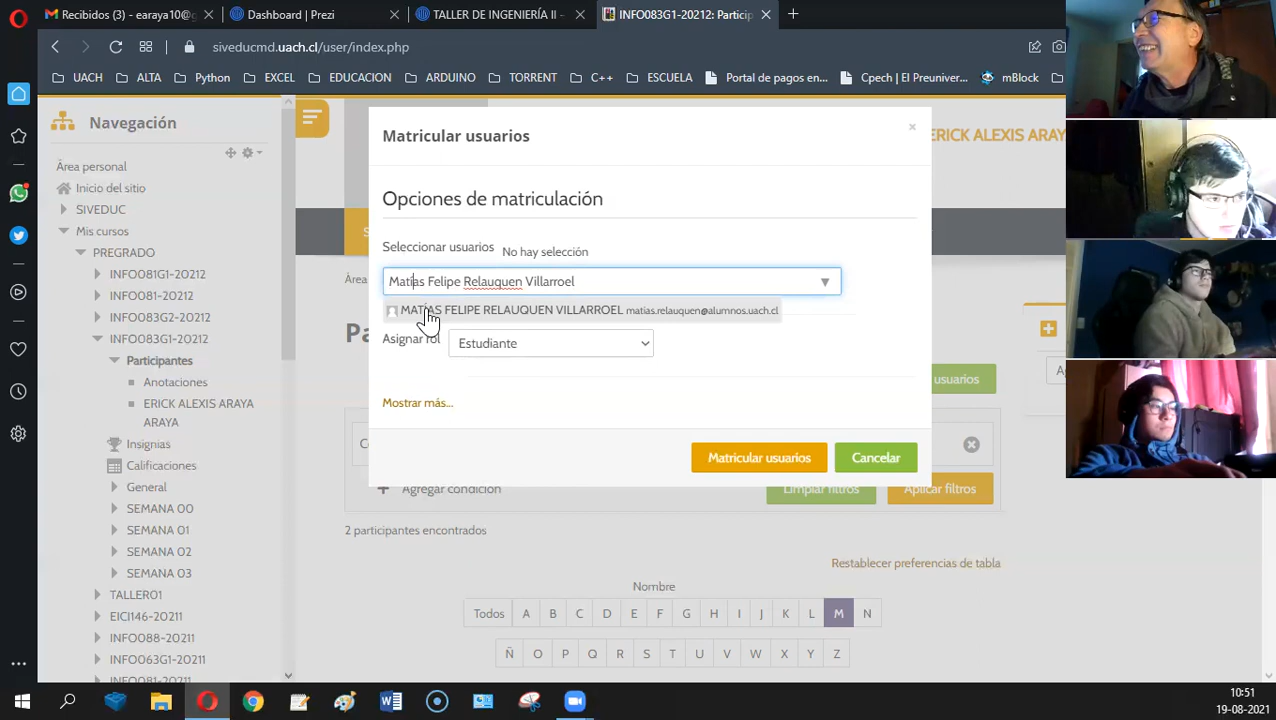 Recibidos (3) - earaya10@g
Dashboard | Prezi
TALLER DE INGENIERÍA II -
INFO083G1-20212: Particip
siveducmd.uach.cl/user/index.php
UACH
ALTA
Python
EXCEL
EDUCACION
ARDUINO
TORRENT
C++
ESCUELA
Portal de pagos en...
Cpech | El Preuniver...
mBlock
Navegación
Área personal
Inicio del sitio
SIVEDUC
Mis cursos
PREGRADO
INFO081G1-20212
INFO081-20212
INFO083G2-20212
INFO083G1-20212
Participantes
Anotaciones
ERICK ALEXIS ARAYA
ARAYA
Insignias
Calificaciones
General
SEMANA 00
SEMANA 01
SEMANA 02
SEMANA 03
TALLER01
EICI146-20211
INFO088-20211
INFO063G1-20211
INFO081-20211
ERICK ALEXIS ARAY
Matricular usuarios
×
Opciones de matriculación
Seleccionar usuarios
No hay selección
Matías Felipe Relauquen Villarroel
MATÍAS FELIPE RELAUQUEN VILLARROEL matias.relauquen@alumnos.uach.cl
Asignar rol
Estudiante
Mostrar más...
Matricular usuarios
Cancelar
Área
Pa
usuarios
Ag
Agregar condición
Limpiar filtros
Aplicar filtros
2 participantes encontrados
Restablecer preferencias de tabla
Nombre
Todos A B C D E F G H I J K L M N
Ñ O P Q R S T U V W X Y Z
10:51
19-08-2021